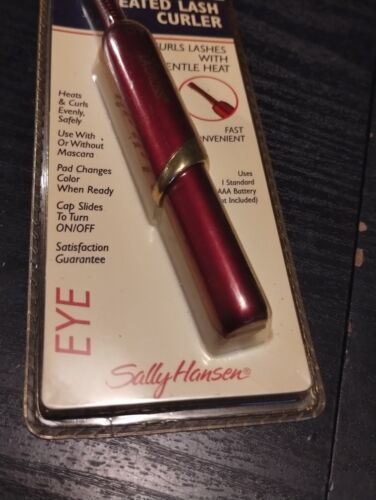 EATED LASH
CURLER
URLS LASHES
WITH
ENTLE HEAT
Heats
& Curls
Evenly,
Safely
Use With
Or Without
Mascara
Pad Changes
Color
When Ready
Cap Slides
To Turn
ON/OFF
Satisfaction
Guarantee
FAST
NVENIENT
Uses
1 Standard
AAA Battery
ot Included)
EYE
Sally Hansen®